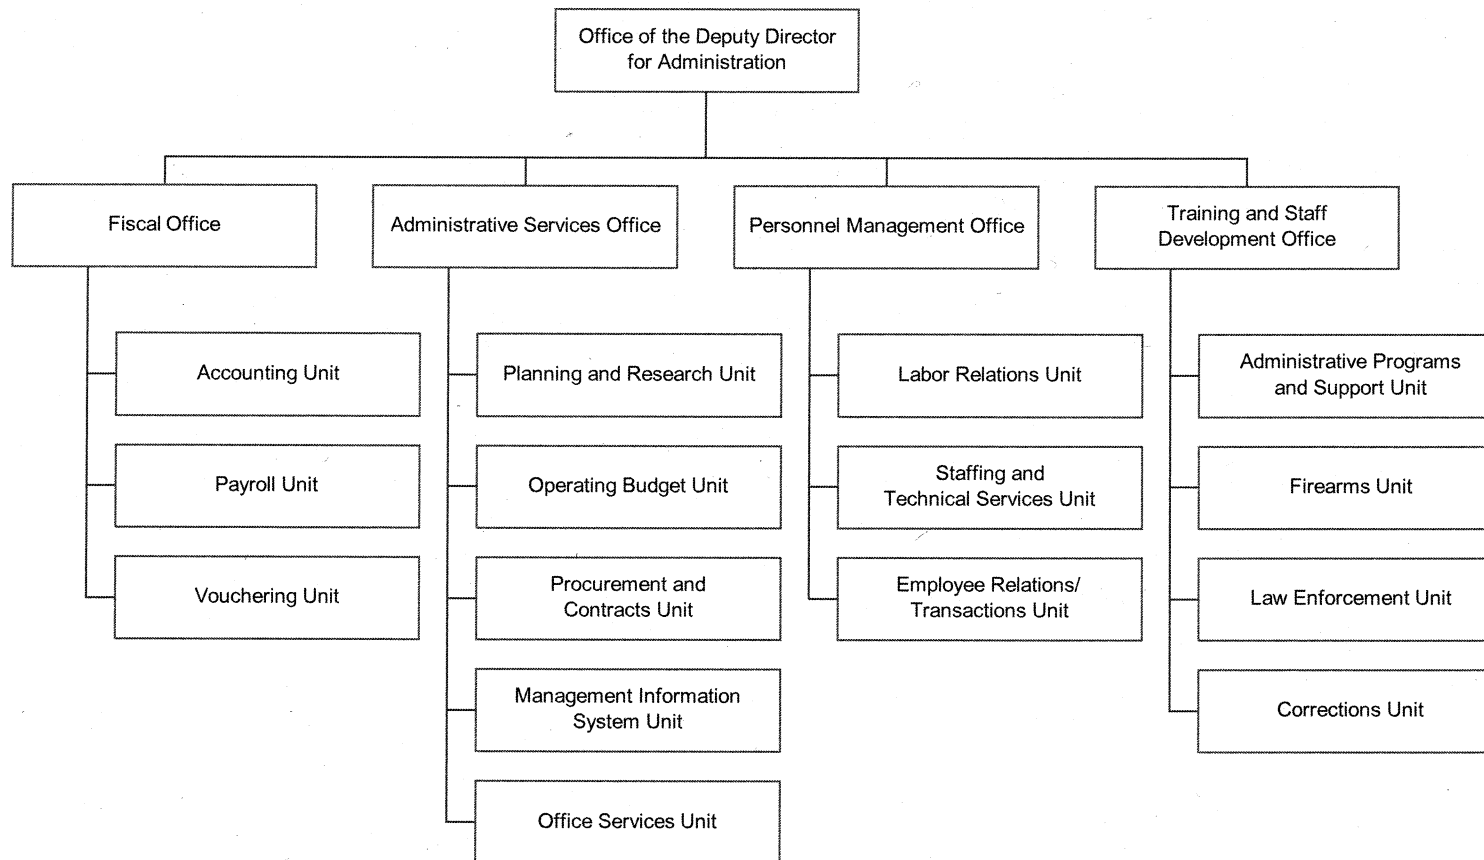 Office of the Deputy Director
for Administration
Fiscal Office
Administrative Services Office
Personnel Management Office
Training and Staff
Development Office
Accounting Unit
Payroll Unit
Vouchering Unit
Planning and Research Unit
Operating Budget Unit
Procurement and
Contracts Unit
Management Information
System Unit
Office Services Unit
Labor Relations Unit
Staffing and
Technical Services Unit
Employee Relations/
Transactions Unit
Administrative Programs
and Support Unit
Firearms Unit
Law Enforcement Unit
Corrections Unit